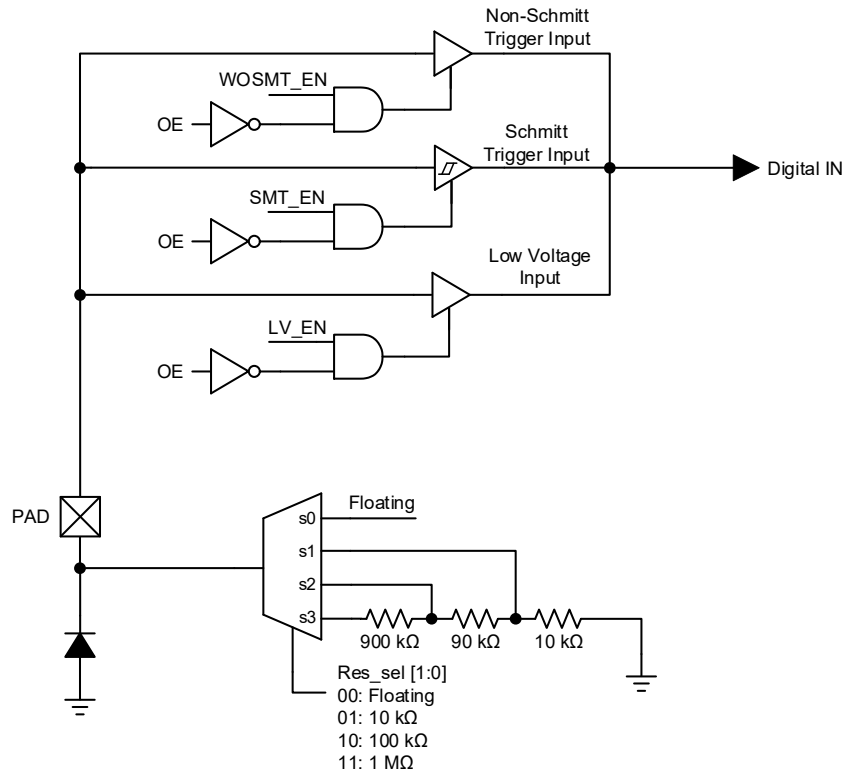 Non-Schmitt
Trigger Input
WOSMT_EN
OE
Schmitt
Trigger Input
Digital IN
SMT_EN
OE
Low Voltage
Input
LV_EN
OE
PAD
Floating
s0
s1
s2
s3
900 kΩ
90 kΩ
10 kΩ
Res_sel [1:0]
00: Floating
01: 10 kΩ
10: 100 kΩ
11: 1 MΩ